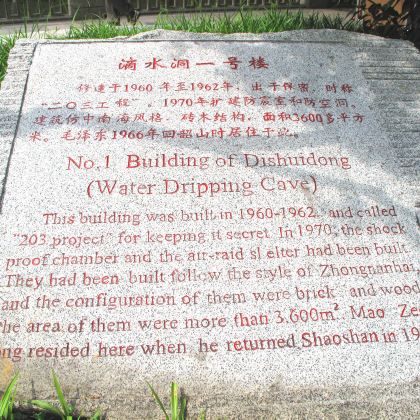 滴水洞一号楼
修建于1960年至1962年，出于保密，时称
“二〇三工程”。1970年扩建防震室和防空洞。
建筑仿中南海风格，砖木结构，面积3600多平方
米。毛泽东1966年回韶山时居住于此。
No.1 Building of Dishuidong
(Water Dripping Cave)
This building was built in 1960-1962, and called
"203 project" for keeping it secret. In 1970, the shock
proof chamber and the air-raid sl elter had been built.
They had been built follow the style of Zhongnanhai
and the configuration of them were brick and wood
the area of them were more than 3.600m². Mao Ze
ong resided here when he returned Shaoshan in 19